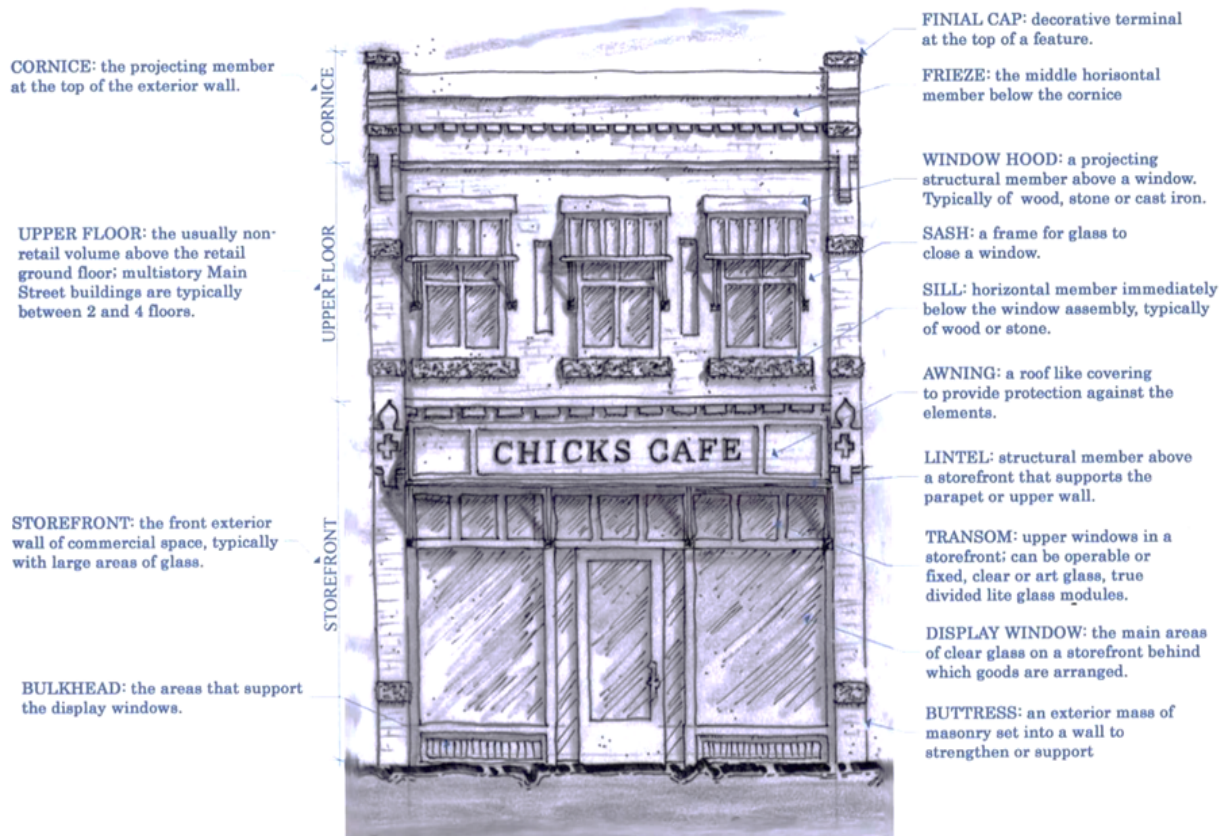 CORNICE: the projecting member
at the top of the exterior wall.
UPPER FLOOR: the usually non-
retail volume above the retail
ground floor; multistory Main
Street buildings are typically
between 2 and 4 floors.
STOREFRONT: the front exterior
wall of commercial space, typically
with large areas of glass.
BULKHEAD: the areas that support
the display windows.
CORNICE
UPPER FLOOR
STOREFRONT
CHICKS CAFE
FINIAL CAP: decorative terminal
at the top of a feature.
FRIEZE: the middle horisontal
member below the cornice
WINDOW HOOD: a projecting
structural member above a window.
Typically of wood, stone or cast iron.
SASH: a frame for glass to
close a window.
SILL: horizontal member immediately
below the window assembly, typically
of wood or stone.
AWNING: a roof like covering
to provide protection against the
elements.
LINTEL: structural member above
a storefront that supports the
parapet or upper wall.
TRANSOM: upper windows in a
storefront; can be operable or
fixed, clear or art glass, true
divided lite glass modules.
DISPLAY WINDOW: the main areas
of clear glass on a storefront behind
which goods are arranged.
BUTTRESS: an exterior mass of
masonry set into a wall to
strengthen or support